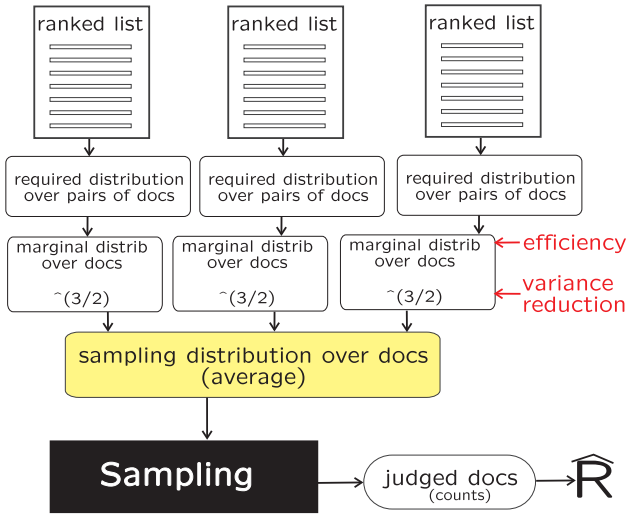 ranked list
ranked list
ranked list
required distribution
over pairs of docs
required distribution
over pairs of docs
required distribution
over pairs of docs
marginal distrib
over docs
^(3/2)
marginal distrib
over docs
^(3/2)
marginal distrib
over docs
^(3/2)
efficiency
variance
reduction
sampling distribution over docs
(average)
Sampling
judged docs
(counts)
R̂